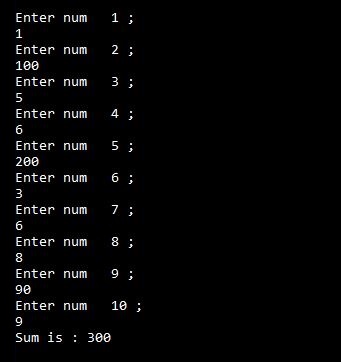 Enter num   1 ;
1
Enter num   2 ;
100
Enter num   3 ;
5
Enter num   4 ;
6
Enter num   5 ;
200
Enter num   6 ;
3
Enter num   7 ;
6
Enter num   8 ;
8
Enter num   9 ;
90
Enter num   10 ;
9
Sum is : 300